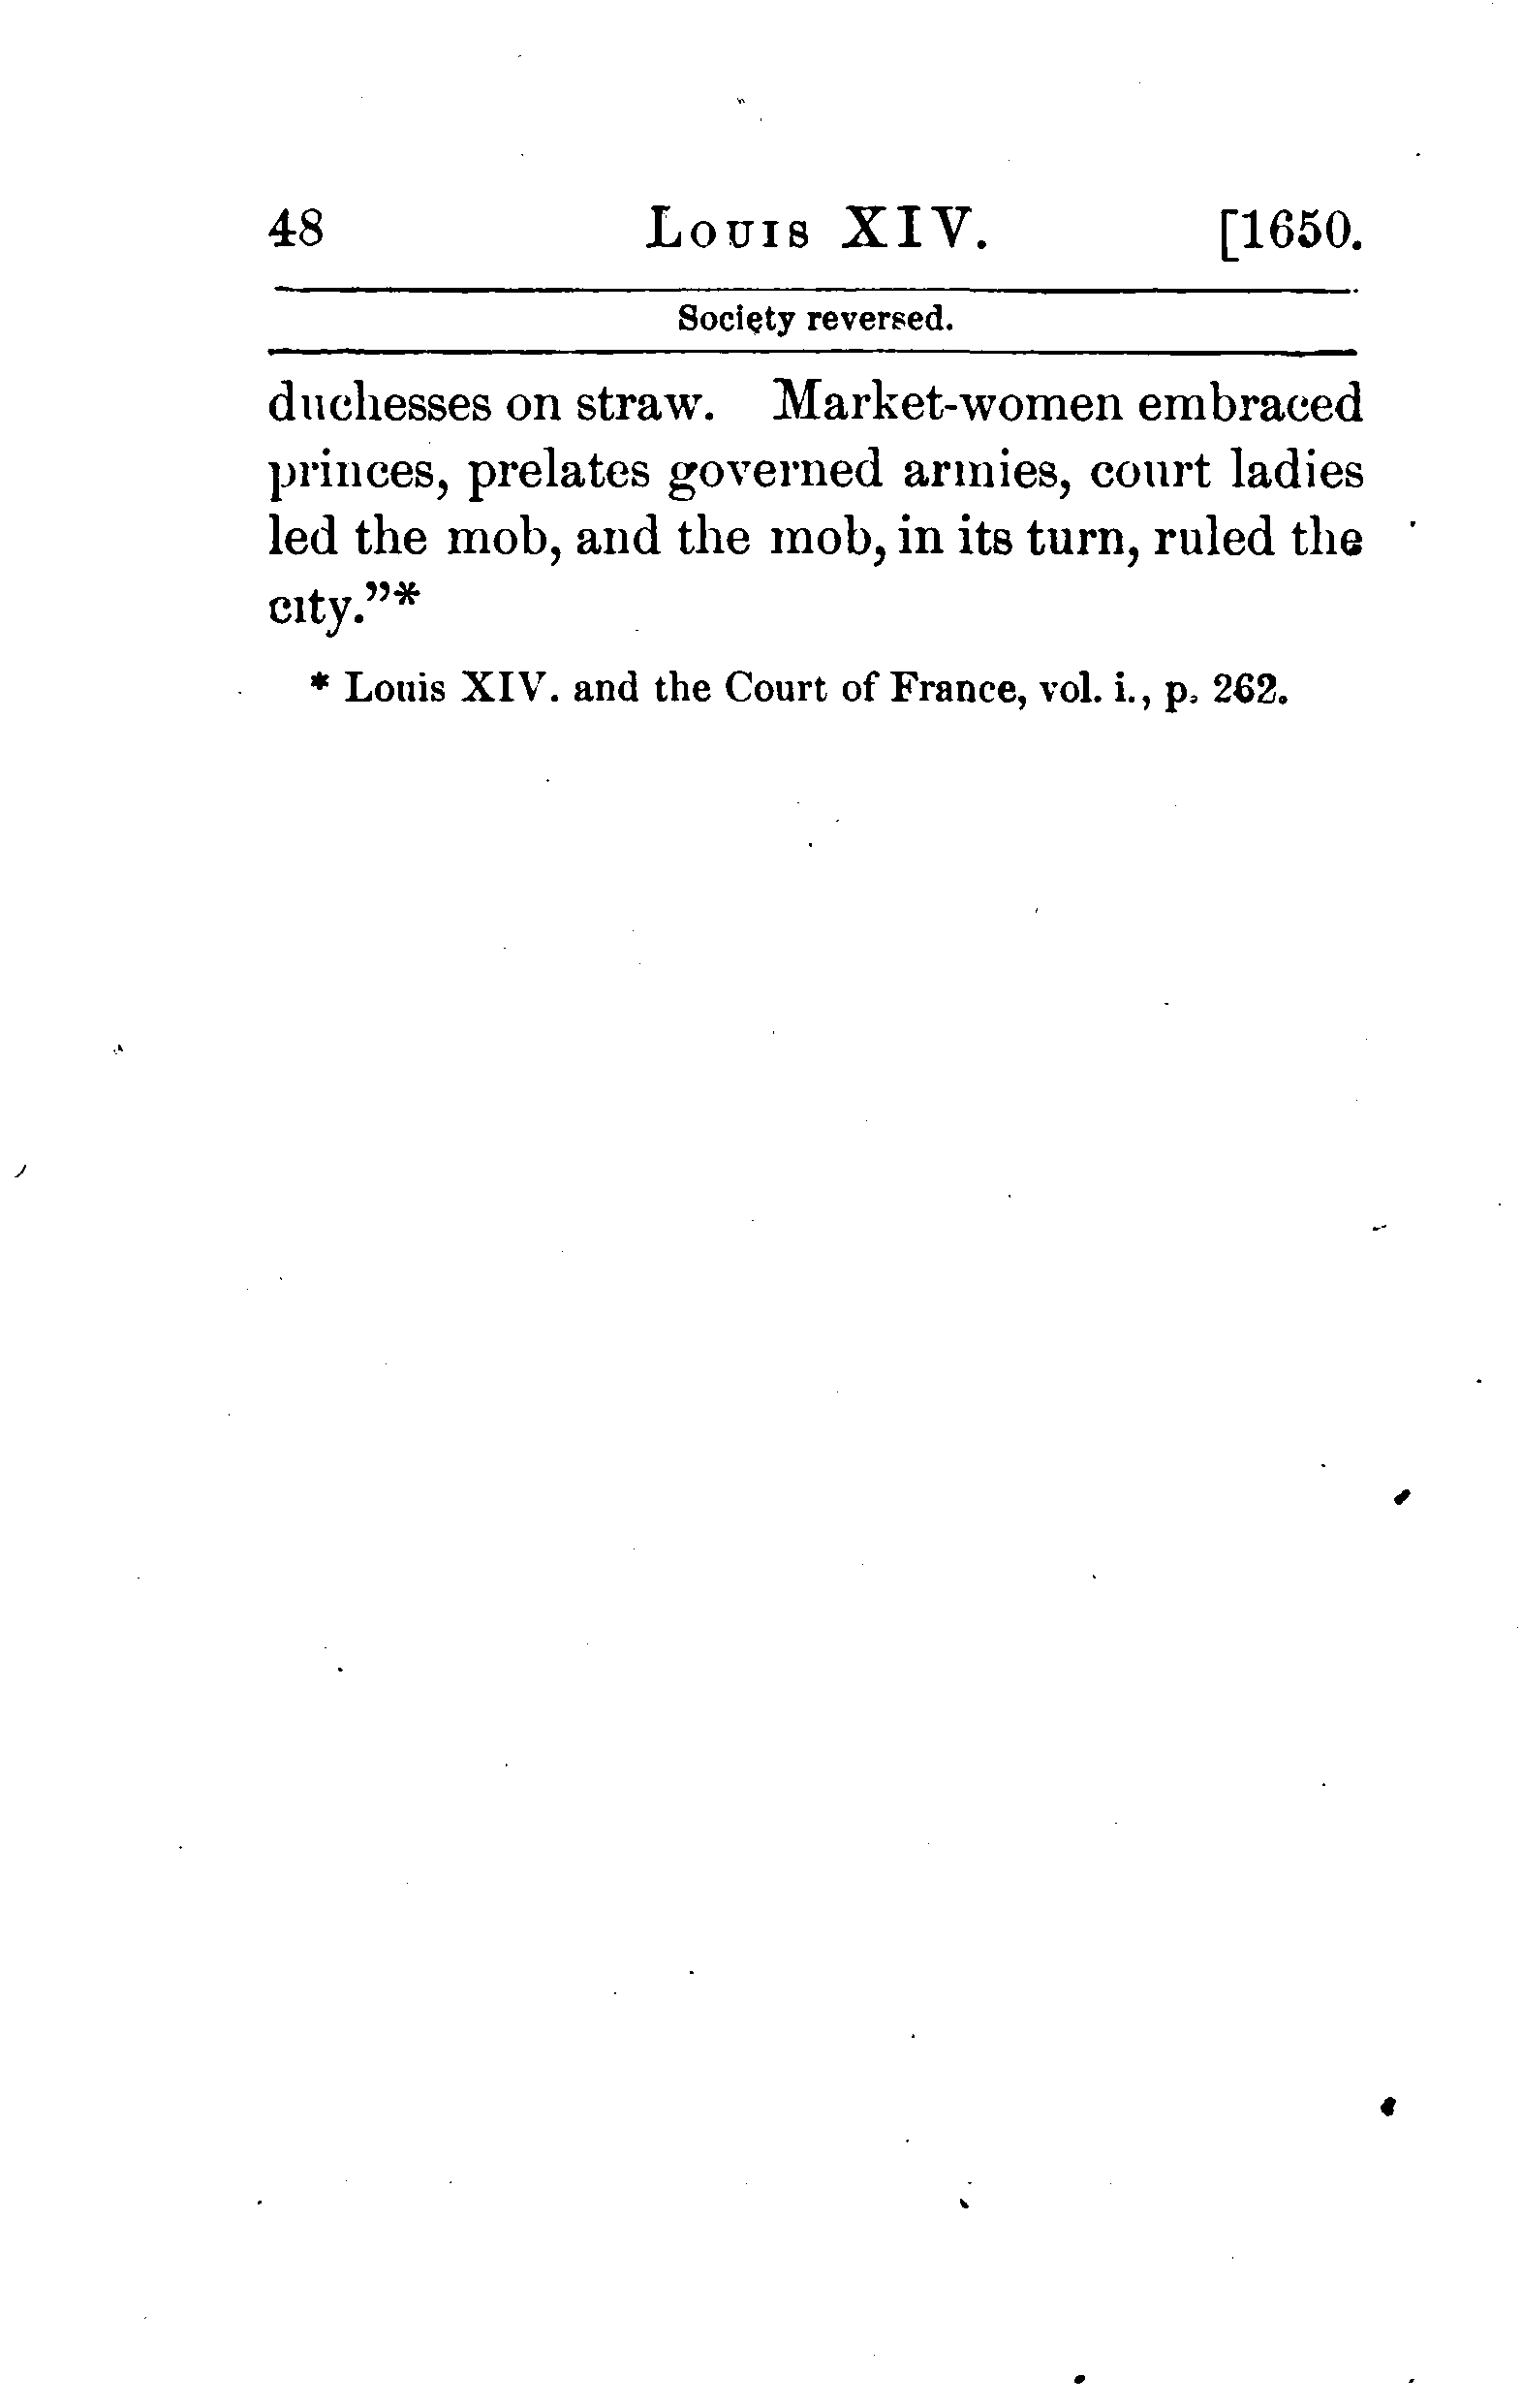 48 Louis XIV. [1650.
Society reversed.
duchesses on straw. Market-women embraced
princes, prelates governed armies, court ladies
led the mob, and the mob, in its turn, ruled the
city."*
* Louis XIV. and the Court of France, vol. i., p. 262.